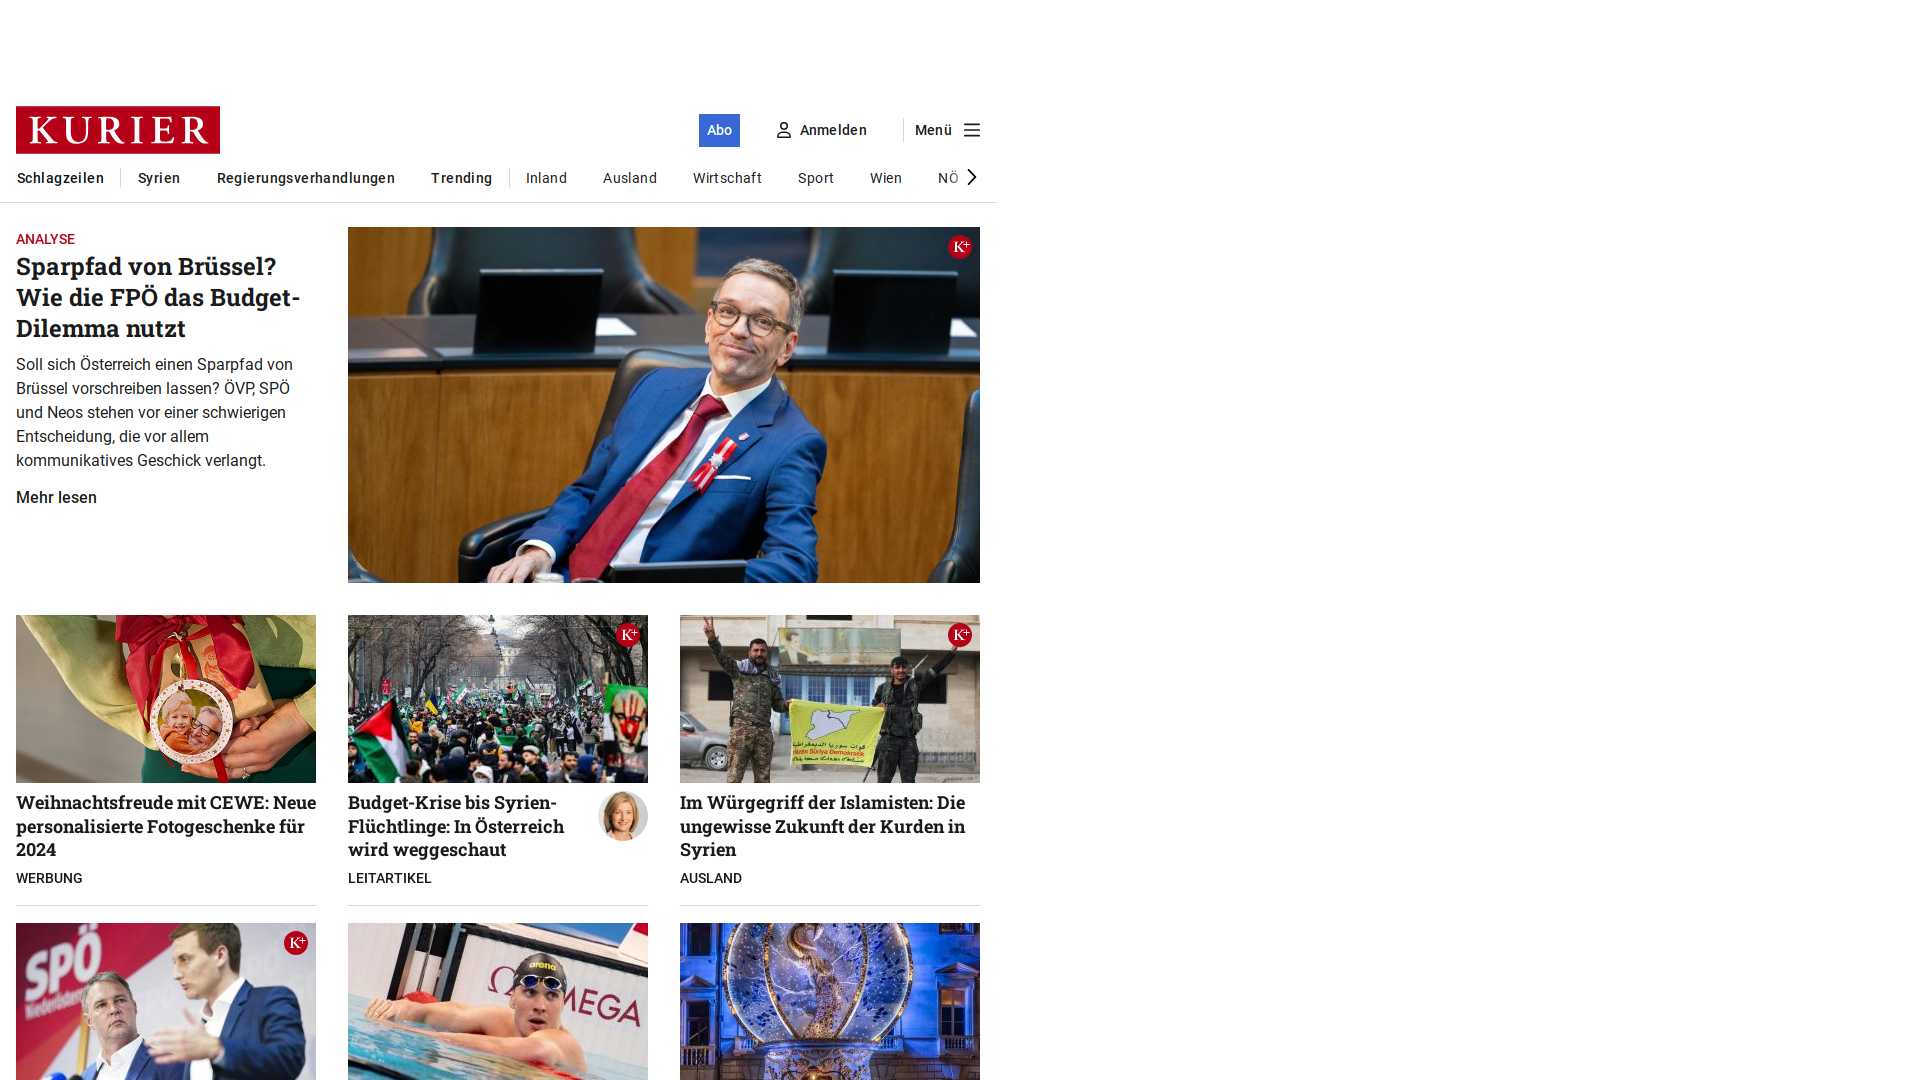 KURIER
Abo
Anmelden
Menü
Schlagzeilen
Syrien
Regierungsverhandlungen
Trending
Inland
Ausland
Wirtschaft
Sport
Wien
NÖ
ANALYSE
Sparpfad von Brüssel?
Wie die FPÖ das Budget-
Dilemma nutzt
Soll sich Österreich einen Sparpfad von
Brüssel vorschreiben lassen? ÖVP, SPÖ
und Neos stehen vor einer schwierigen
Entscheidung, die vor allem
kommunikatives Geschick verlangt.
Mehr lesen
K+
K+
K+
Weihnachtsfreude mit CEWE: Neue
personalisierte Fotogeschenke für
2024
WERBUNG
Budget-Krise bis Syrien-
Flüchtlinge: In Österreich
wird weggeschaut
LEITARTIKEL
Im Würgegriff der Islamisten: Die
ungewisse Zukunft der Kurden in
Syrien
AUSLAND
SPÖ
K+
arena
OMEGA